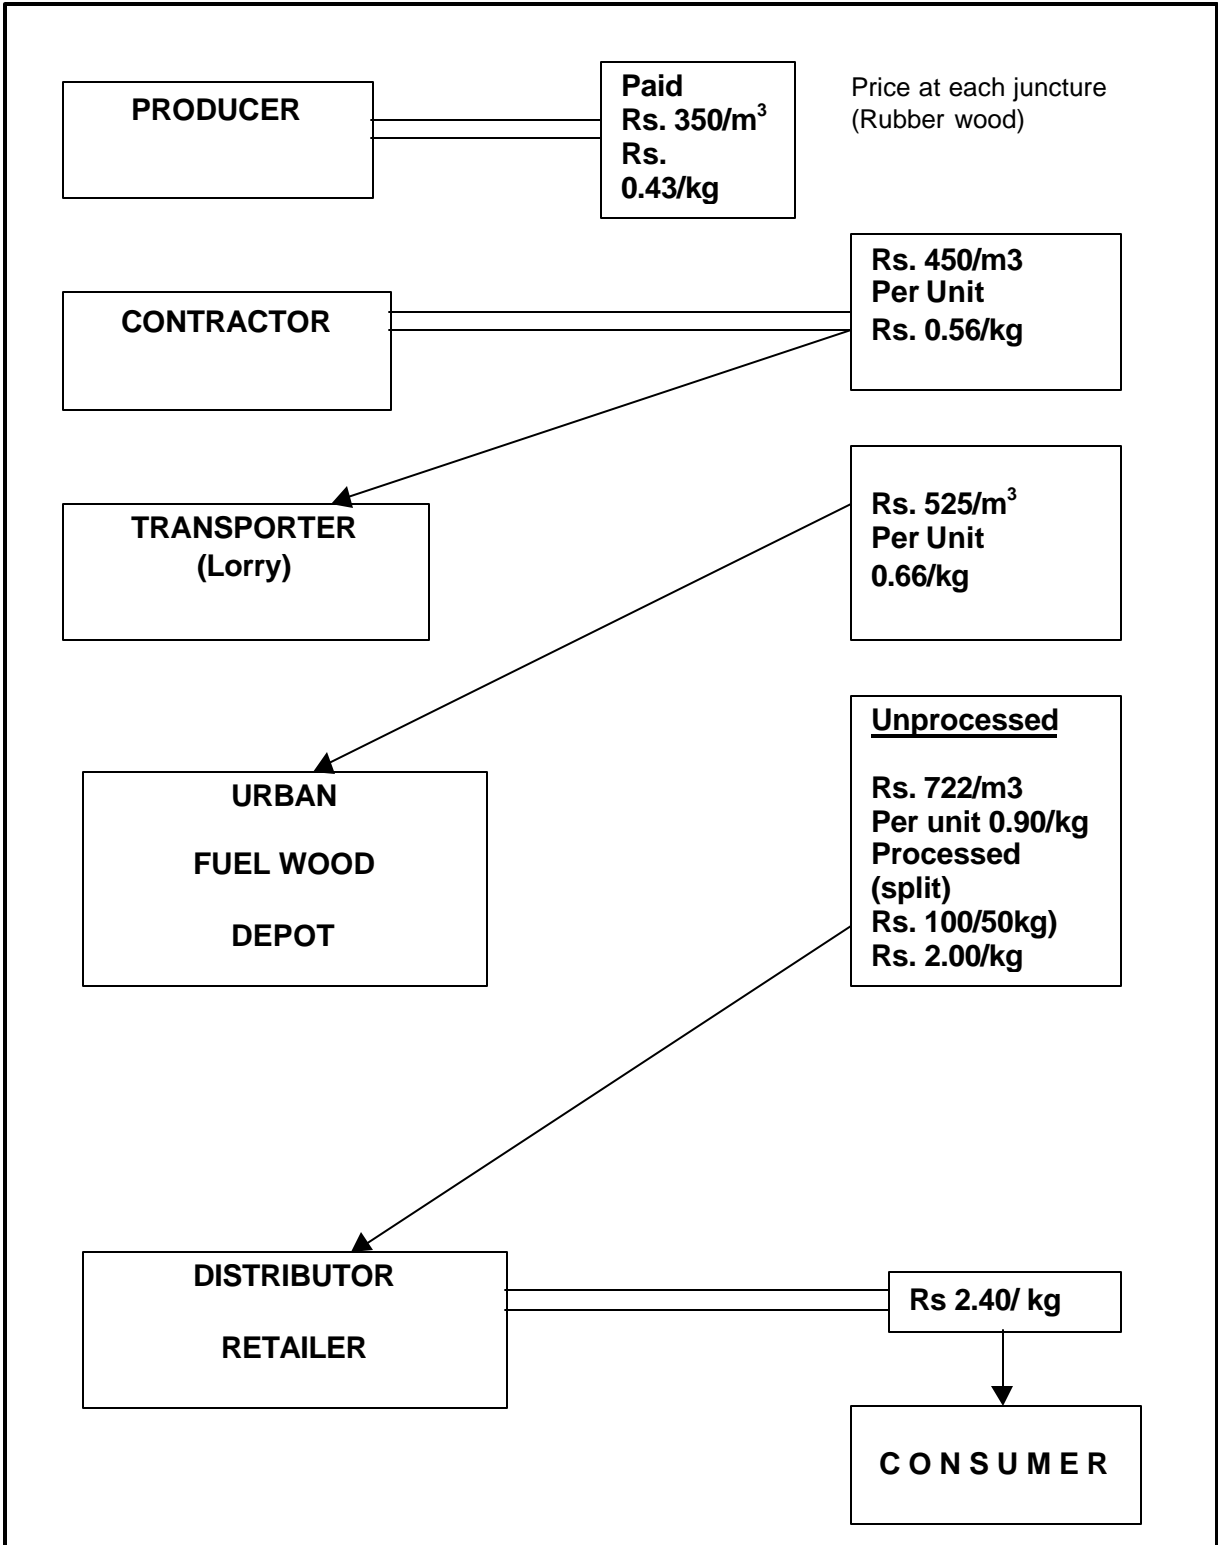 PRODUCER
Paid
Rs. 350/m³
Rs.
0.43/kg
Price at each juncture
(Rubber wood)
CONTRACTOR
Rs. 450/m3
Per Unit
Rs. 0.56/kg
TRANSPORTER
(Lorry)
Rs. 525/m³
Per Unit
0.66/kg
URBAN
FUEL WOOD
DEPOT
Unprocessed
Rs. 722/m3
Per unit 0.90/kg
Processed
(split)
Rs. 100/50kg)
Rs. 2.00/kg
DISTRIBUTOR
RETAILER
Rs 2.40/ kg
C O N S U M E R